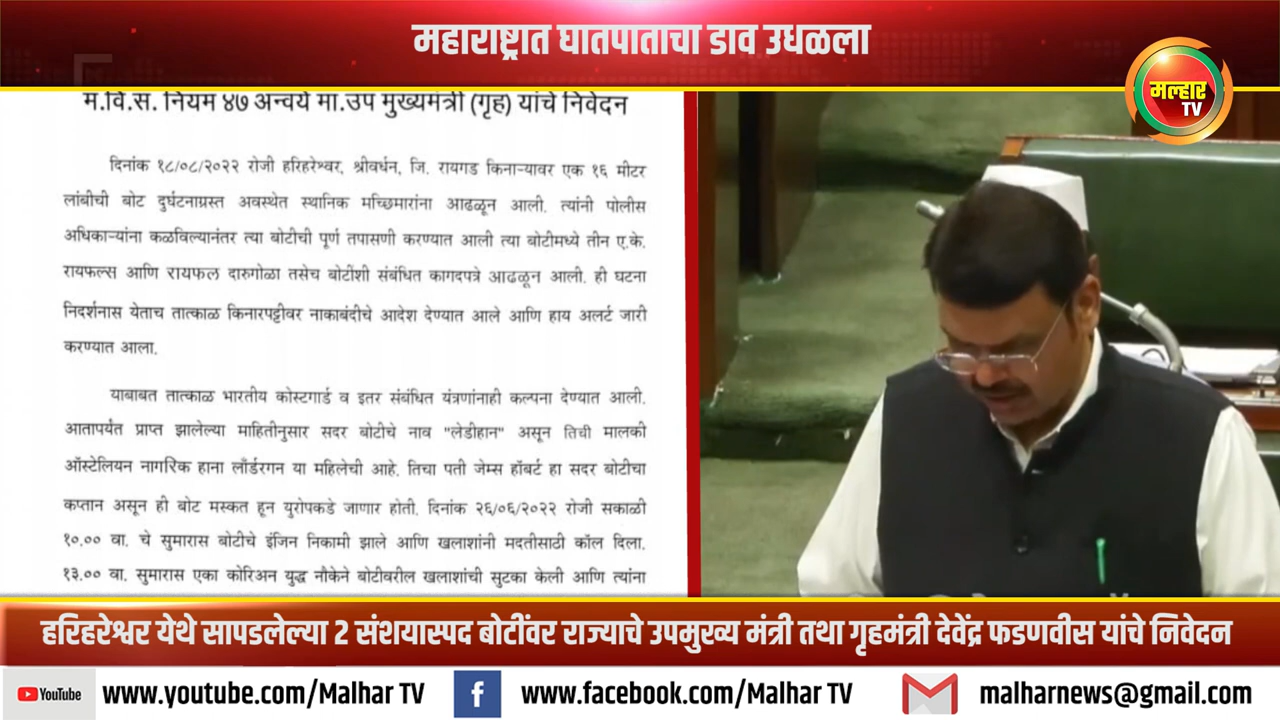 महाराष्ट्रात घातपाताचा डाव उधळला
मल्हार
TV
म.वि.स. नियम ४७ अन्वये मा.उप मुख्यमंत्री (गृह) यांचे निवेदन
दिनांक १८/०८/२०२२ रोजी हरिहरेश्वर, श्रीवर्धन, जि. रायगड किनाऱ्यावर एक १६ मीटर
लांबीची बोट दुर्घटनाग्रस्त अवस्थेत स्थानिक मच्छिमारांना आढळून आली. त्यांनी पोलीस
अधिकाऱ्यांना कळविल्यानंतर त्या बोटीची पूर्ण तपासणी करण्यात आली त्या बोटीमध्ये तीन ए.के.
रायफल्स आणि रायफल दारुगोळा तसेच बोटीशी संबंधित कागदपत्रे आढळून आली. ही घटना
निदर्शनास येताच तात्काळ किनारपट्टीवर नाकाबंदीचे आदेश देण्यात आले आणि हाय अलर्ट जारी
करण्यात आला.
याबाबत तात्काळ भारतीय कोस्टगार्ड व इतर संबंधित यंत्रणांनाही कल्पना देण्यात आली.
आतापर्यंत प्राप्त झालेल्या माहितीनुसार सदर बोटीचे नाव "लेडीहान" असून तिची मालकी
ऑस्टेलियन नागरिक हाना लॉर्डरगन या महिलेची आहे. तिचा पती जेम्स हॉबर्ट हा सदर बोटीचा
कप्तान असून ही बोट मस्कत हून युरोपकडे जाणार होती. दिनांक २६/०६/२०२२ रोजी सकाळी
१०.०० वा. चे सुमारास बोटीचे इंजिन निकामी झाले आणि खलाशांनी मदतीसाठी कॉल दिला.
१३.०० वा. सुमारास एका कोरिअन युद्ध नौकेने बोटीवरील खलाशांची सुटका केली आणि त्यांना
हरिहरेश्वर येथे सापडलेल्या 2 संशयास्पद बोटींवर राज्याचे उपमुख्य मंत्री तथा गृहमंत्री देवेंद्र फडणवीस यांचे निवेदन
YouTube www.youtube.com/Malhar TV f www.facebook.com/Malhar TV malharnews@gmail.com